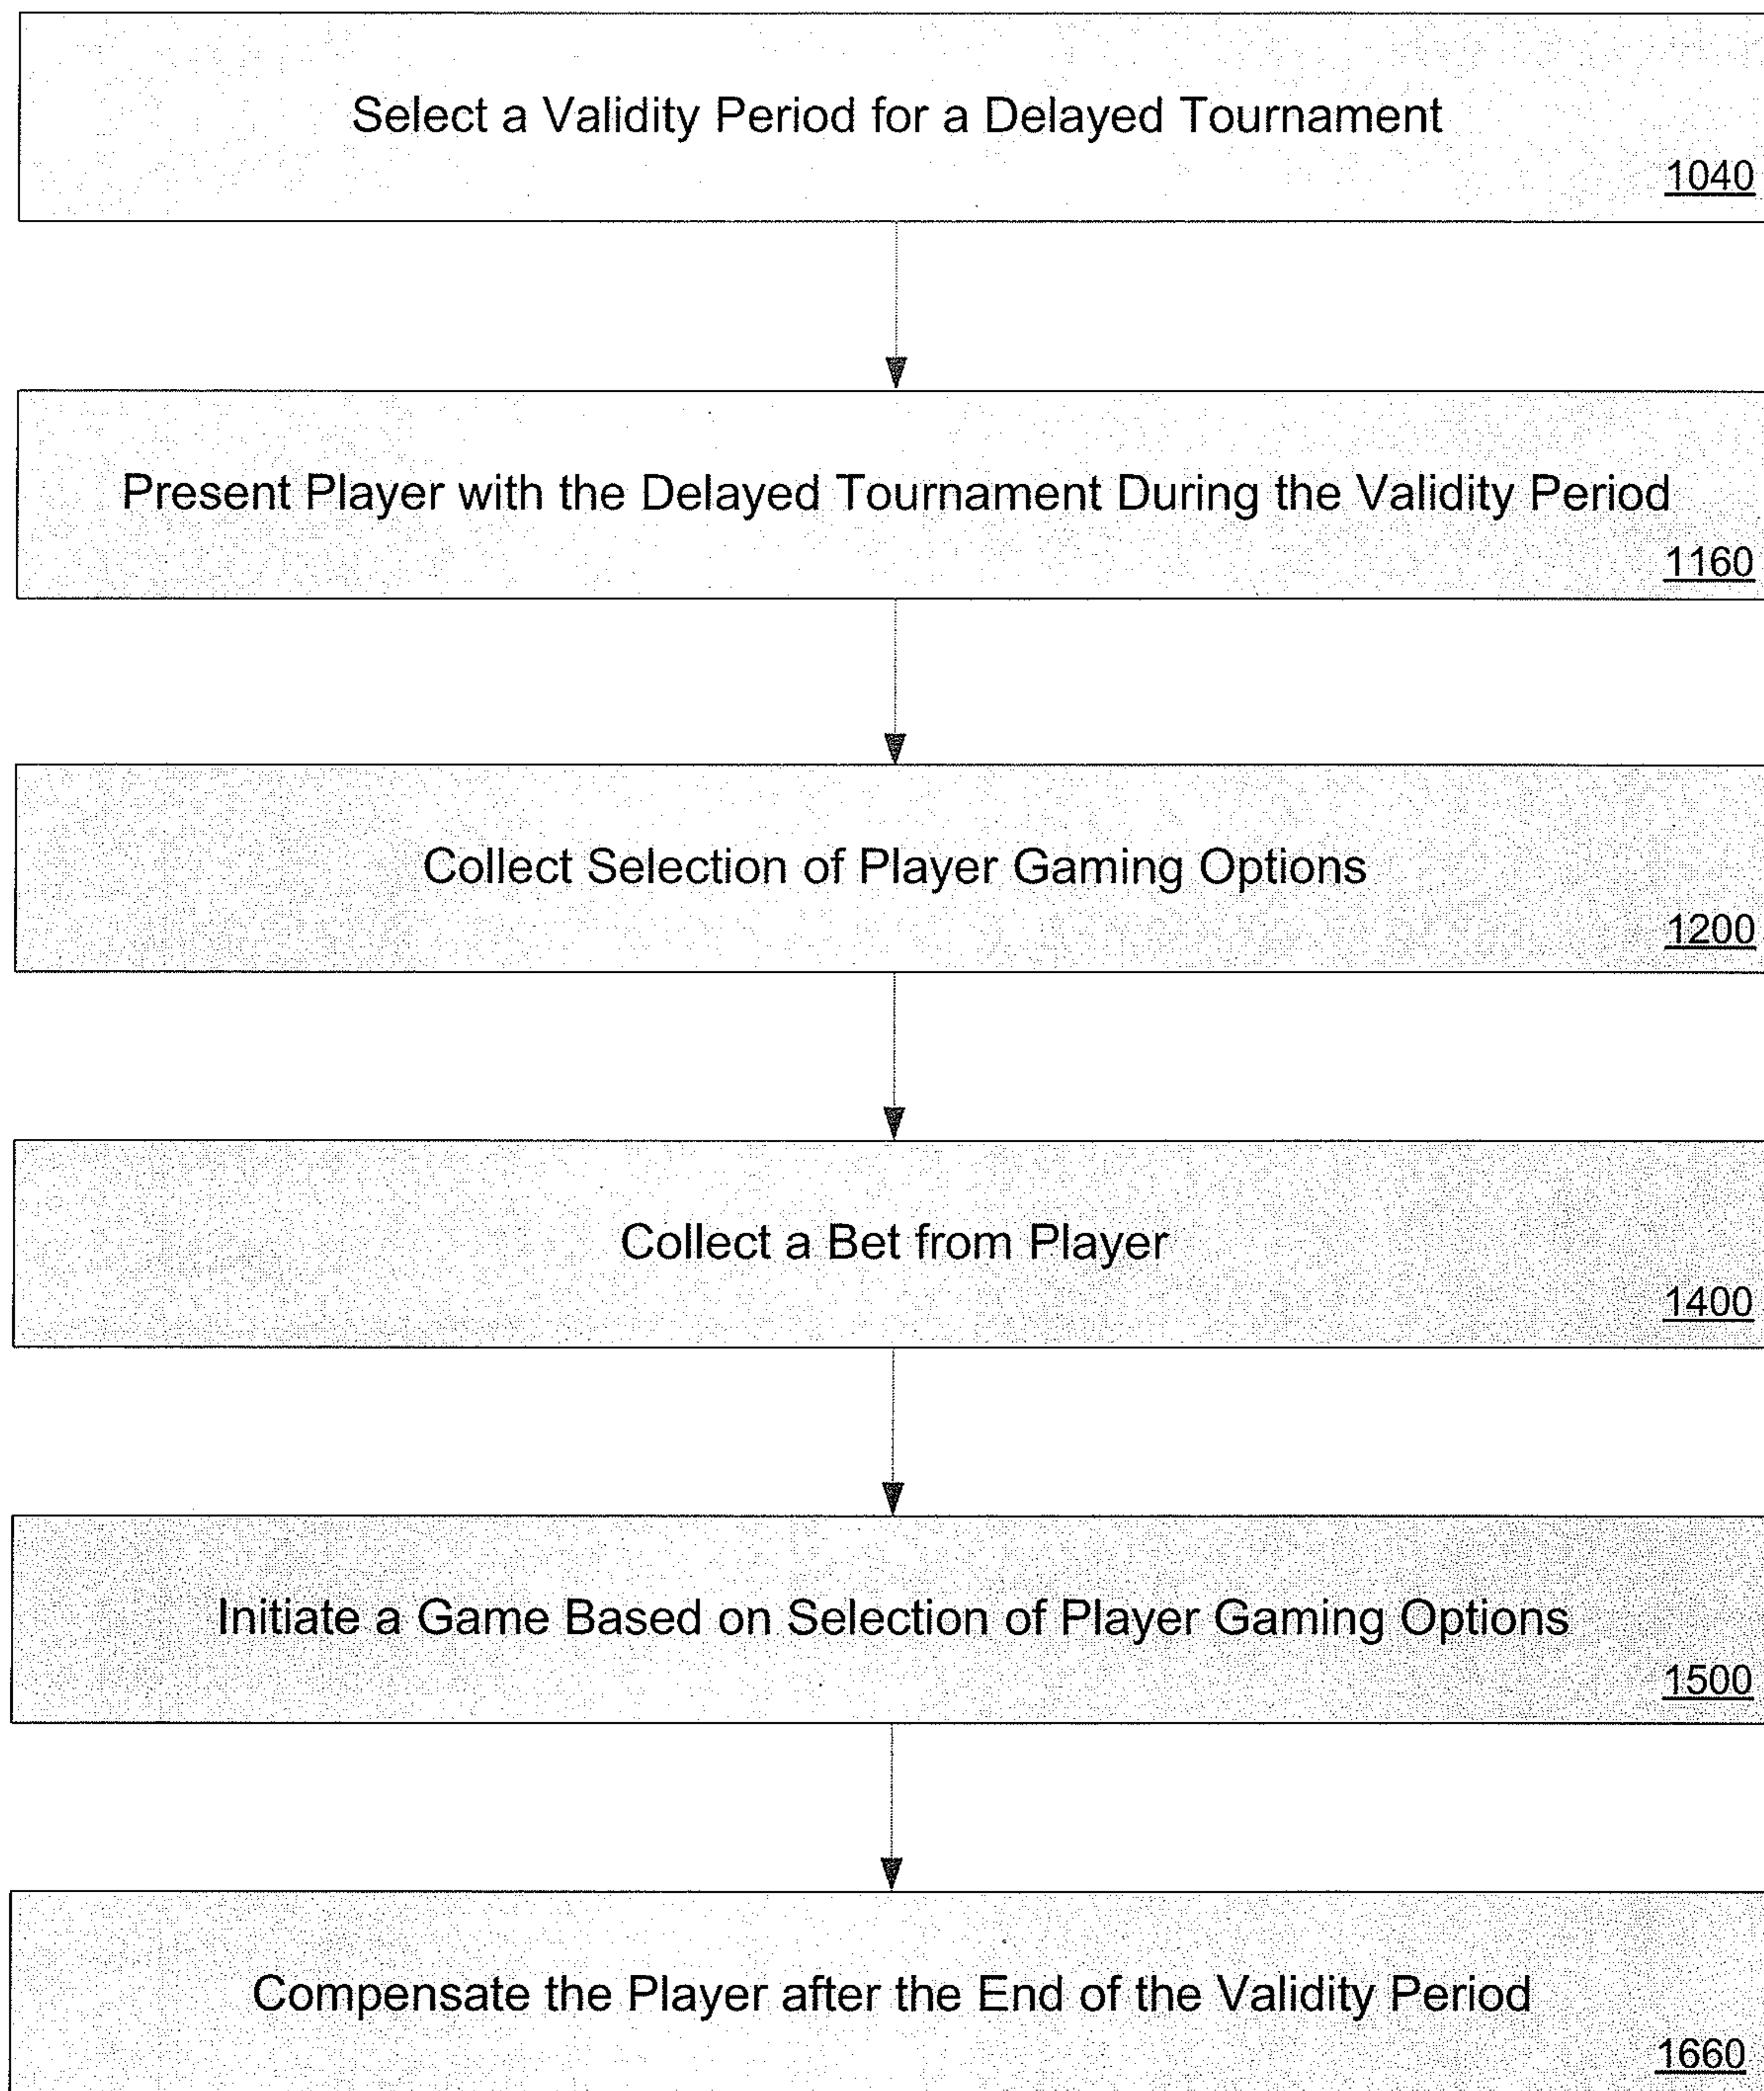 Select a Validity Period for a Delayed Tournament
1040
Present Player with the Delayed Tournament During the Validity Period
1160
Collect Selection of Player Gaming Options
1200
Collect a Bet from Player
1400
Initiate a Game Based on Selection of Player Gaming Options
1500
Compensate the Player after the End of the Validity Period
1660